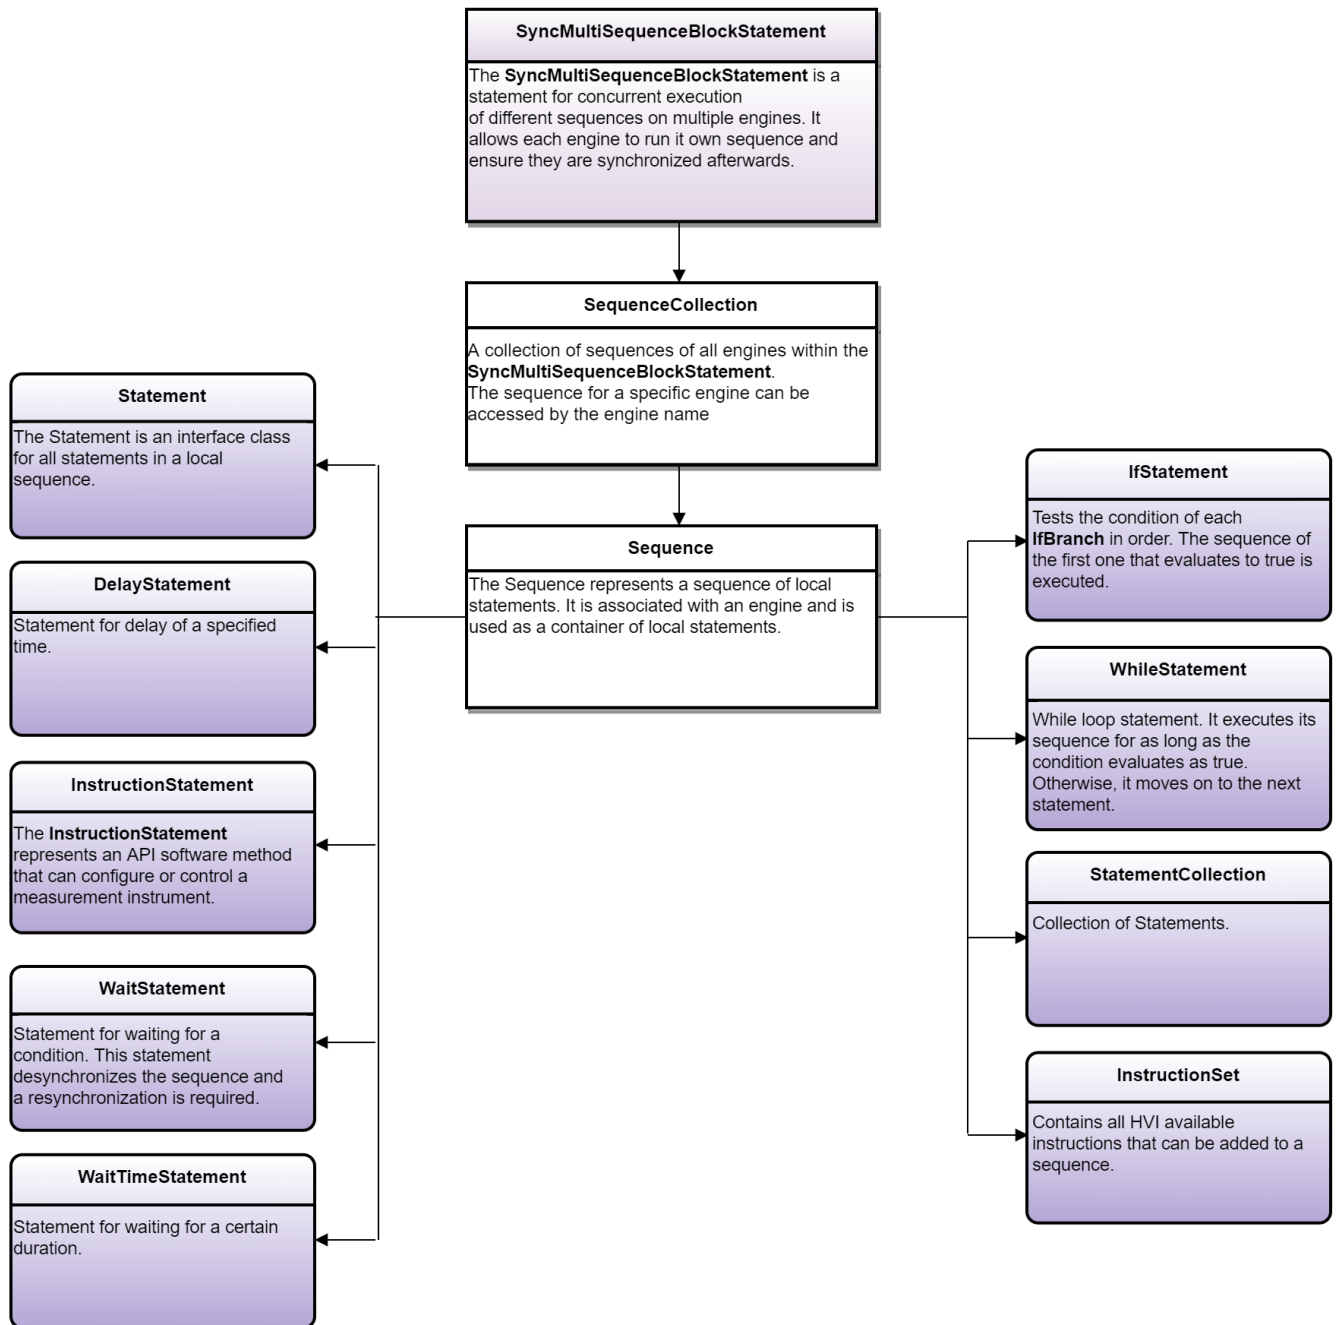 SyncMultiSequenceBlockStatement
The SyncMultiSequenceBlockStatement is a
statement for concurrent execution
of different sequences on multiple engines. It
allows each engine to run it own sequence and
ensure they are synchronized afterwards.
SequenceCollection
A collection of sequences of all engines within the
SyncMultiSequenceBlockStatement.
The sequence for a specific engine can be
accessed by the engine name
Sequence
The Sequence represents a sequence of local
statements. It is associated with an engine and is
used as a container of local statements.
Statement
The Statement is an interface class
for all statements in a local
sequence.
DelayStatement
Statement for delay of a specified
time.
InstructionStatement
The InstructionStatement
represents an API software method
that can configure or control a
measurement instrument.
WaitStatement
Statement for waiting for a
condition. This statement
desynchronizes the sequence and
a resynchronization is required.
WaitTimeStatement
Statement for waiting for a certain
duration.
IfStatement
Tests the condition of each
IfBranch in order. The sequence of
the first one that evaluates to true is
executed.
WhileStatement
While loop statement. It executes its
sequence for as long as the
condition evaluates as true.
Otherwise, it moves on to the next
statement.
StatementCollection
Collection of Statements.
InstructionSet
Contains all HVI available
instructions that can be added to a
sequence.